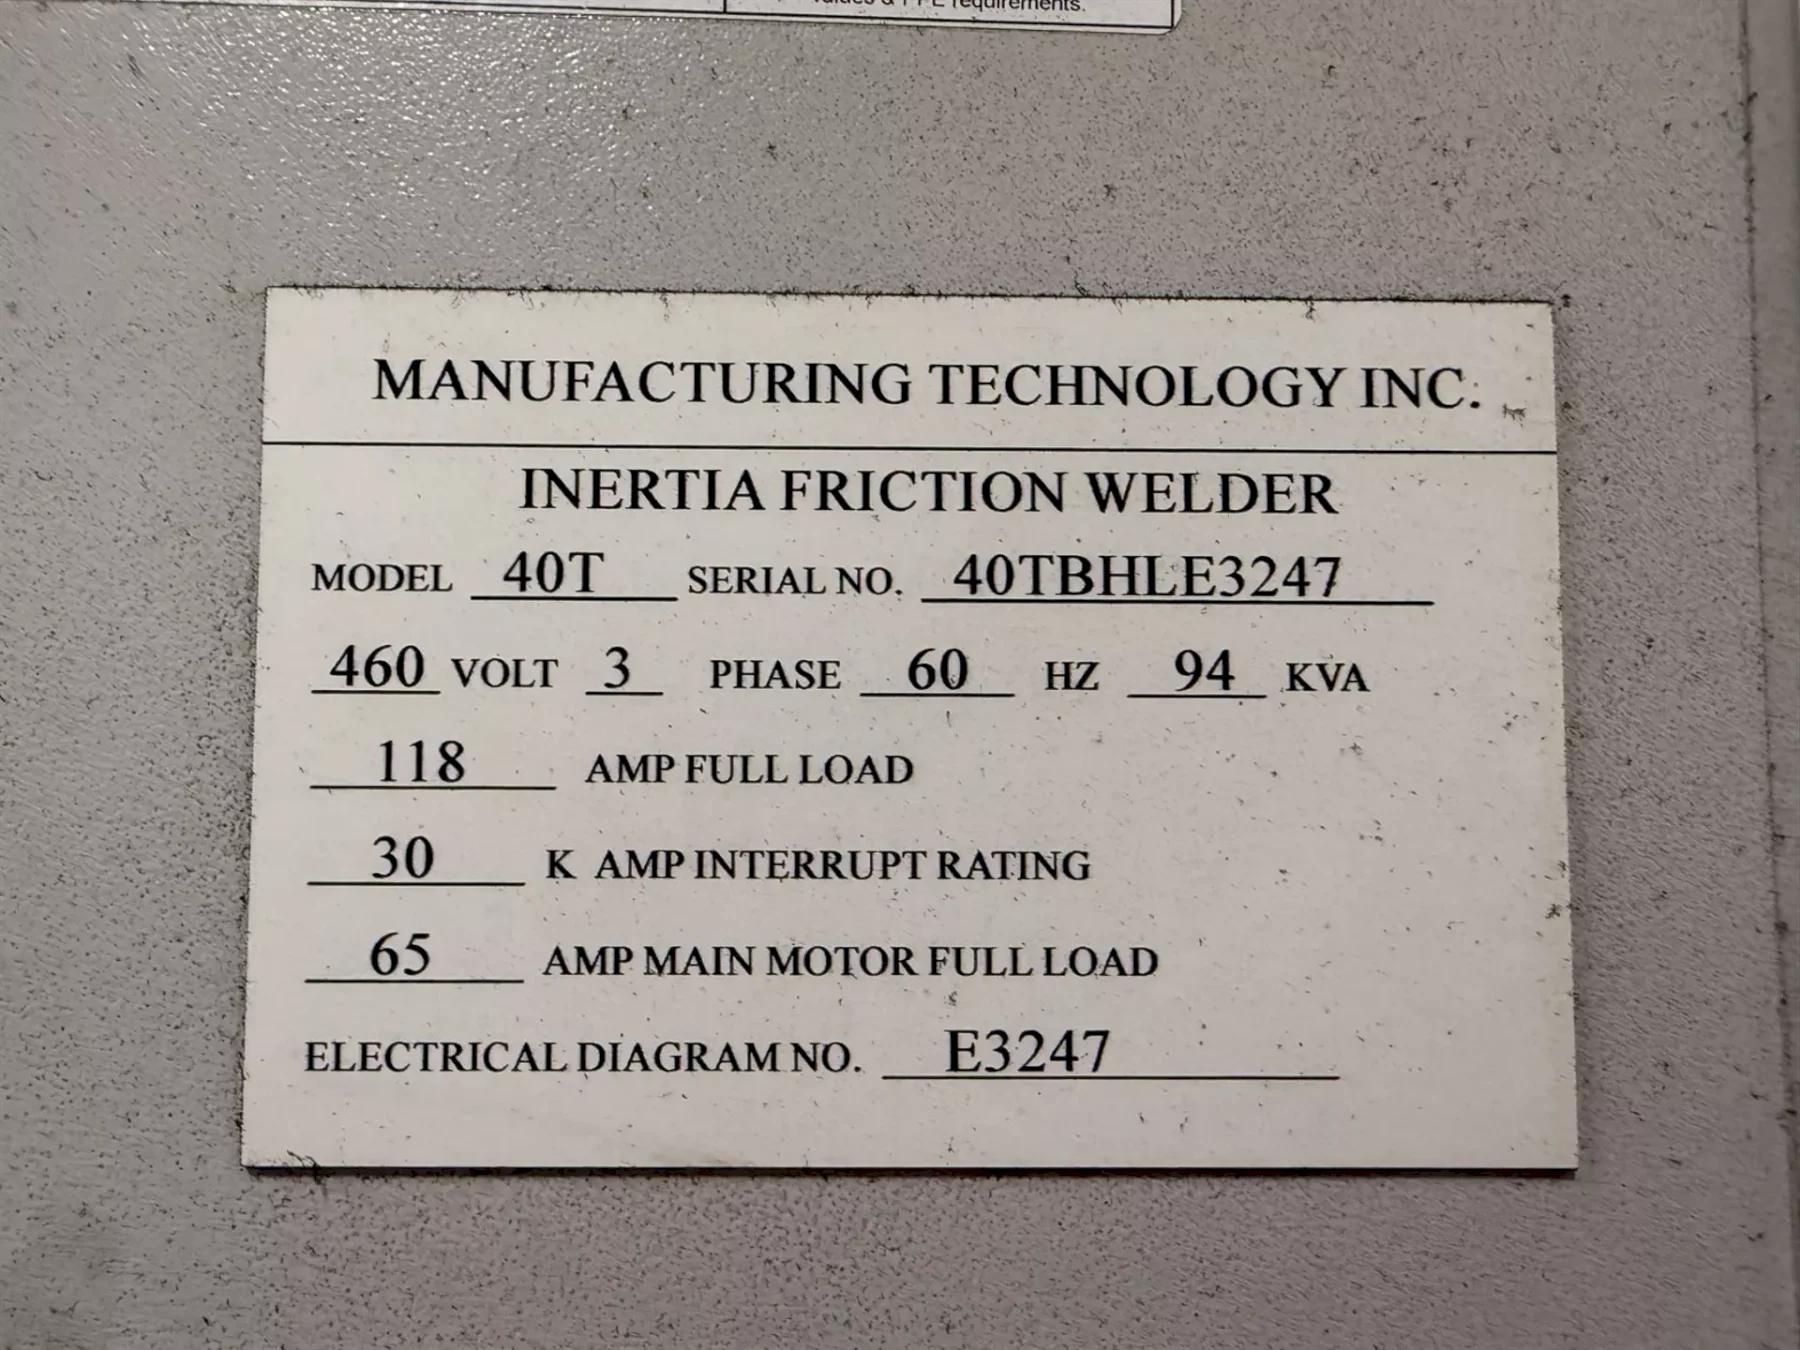 requirements.
MANUFACTURING TECHNOLOGY INC.
INERTIA FRICTION WELDER
MODEL 40T SERIAL NO. 40TBHLE3247
460 VOLT 3 PHASE 60 HZ 94 KVA
118 AMP FULL LOAD
30 K AMP INTERRUPT RATING
65 AMP MAIN MOTOR FULL LOAD
ELECTRICAL DIAGRAM NO. E3247